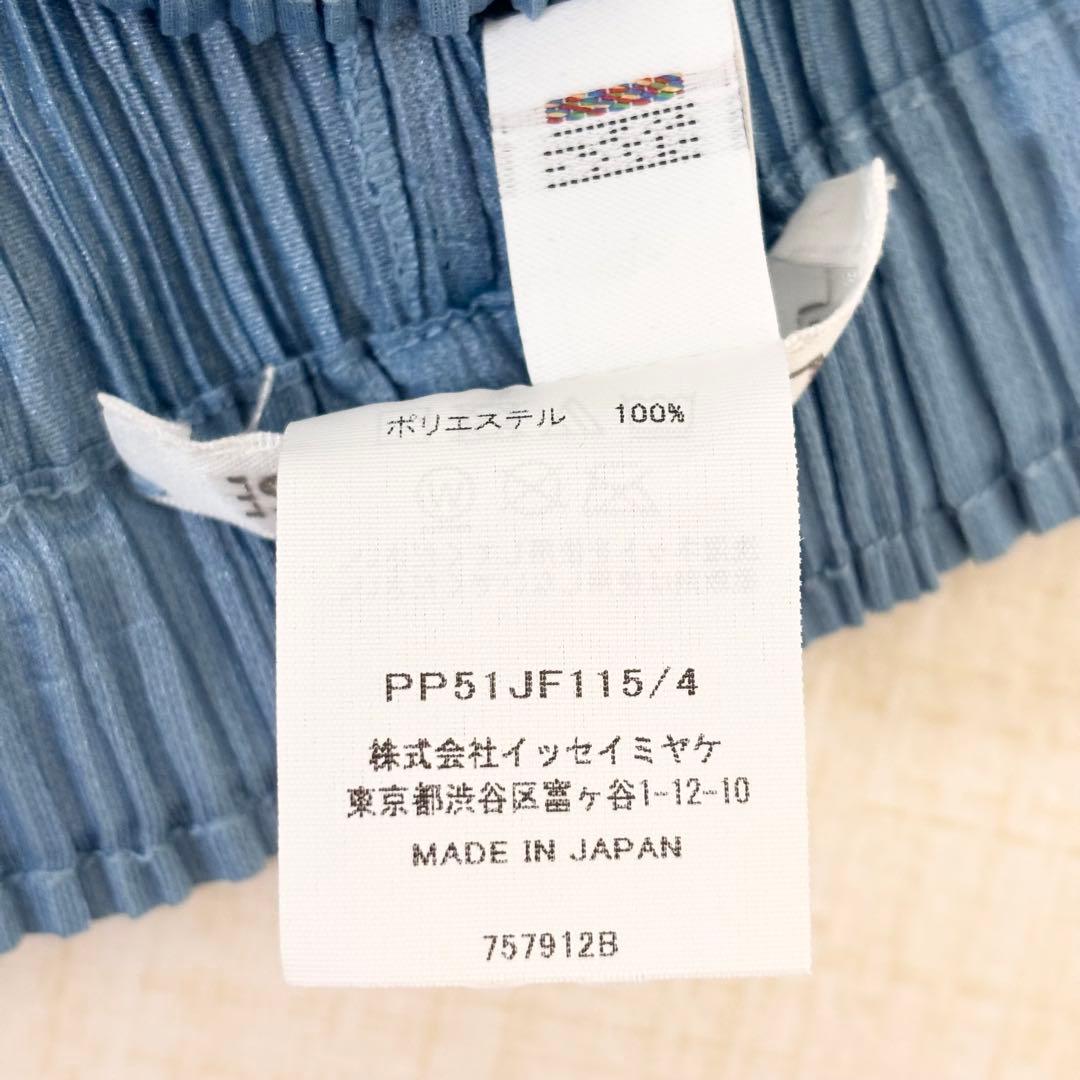 ポリエステル 100%
PP51JF115/4
株式会社イッセイミヤケ
東京都渋谷区富ヶ谷1-12-10
MADE IN JAPAN
757912B